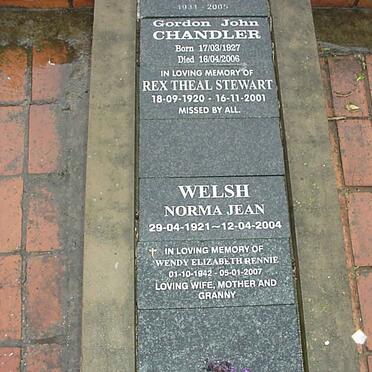 1931 - 2005
Gordon John
CHANDLER
Born 17/03/1927
Died 16/04/2006
IN LOVING MEMORY OF
REX THEAL STEWART
18-09-1920 - 16-11-2001
MISSED BY ALL.
WELSH
NORMA JEAN
29-04-1921~12-04-2004
IN LOVING MEMORY OF
WENDY ELIZABETH RENNIE
01-10-1942 - 05-01-2007
LOVING WIFE, MOTHER AND
GRANNY